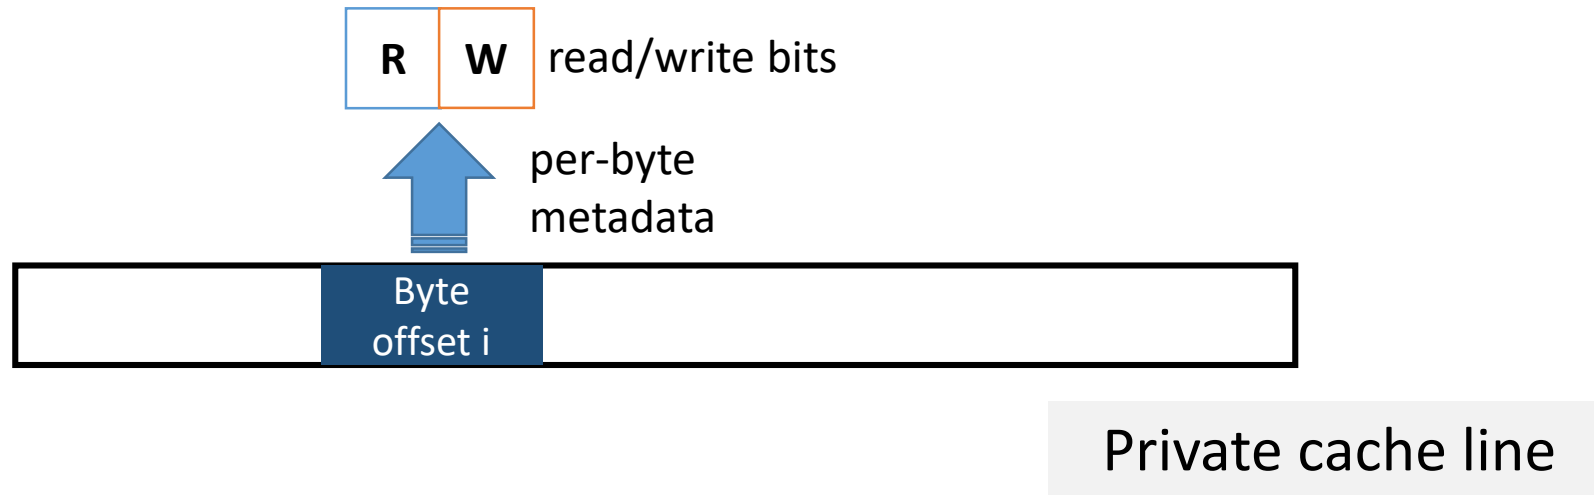 R W read/write bits
per-byte
metadata
Byte
offset i
Private cache line